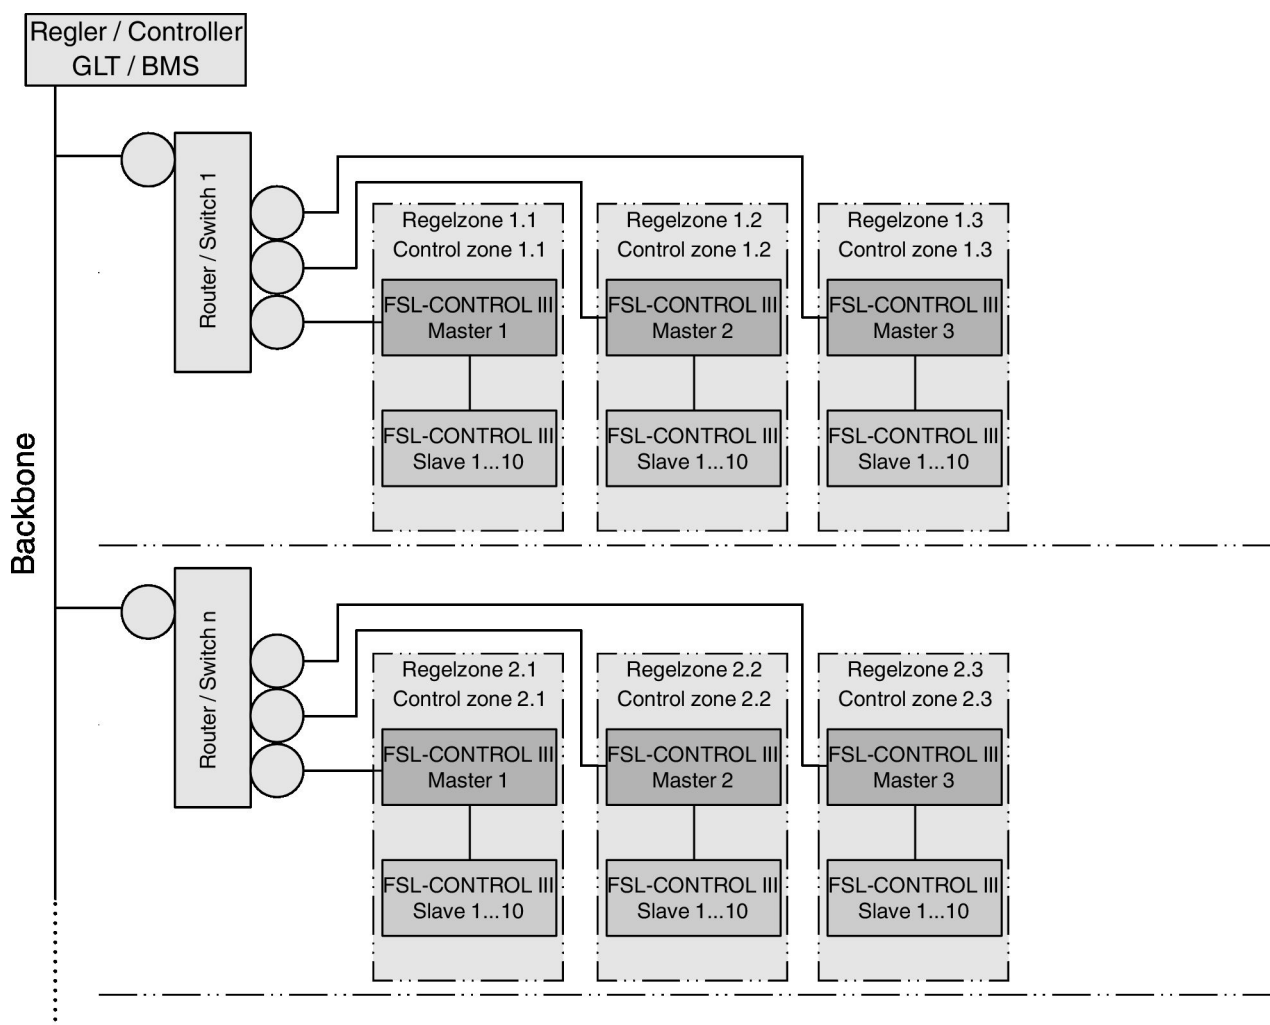 Regler / Controller
GLT / BMS
Backbone
Router / Switch 1
Regelzone 1.1
Control zone 1.1
FSL-CONTROL III
Master 1
FSL-CONTROL III
Slave 1...10
Regelzone 1.2
Control zone 1.2
FSL-CONTROL III
Master 2
FSL-CONTROL III
Slave 1...10
Regelzone 1.3
Control zone 1.3
FSL-CONTROL III
Master 3
FSL-CONTROL III
Slave 1...10
Router / Switch n
Regelzone 2.1
Control zone 2.1
FSL-CONTROL III
Master 1
FSL-CONTROL III
Slave 1...10
Regelzone 2.2
Control zone 2.2
FSL-CONTROL III
Master 2
FSL-CONTROL III
Slave 1...10
Regelzone 2.3
Control zone 2.3
FSL-CONTROL III
Master 3
FSL-CONTROL III
Slave 1...10